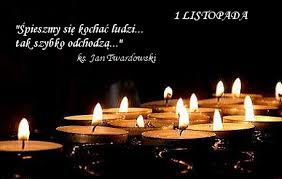 1 LISTOPADA
"Śpieszmy się kochać ludzi...
tak szybko odchodzą..."
ks. Jan Twardowski